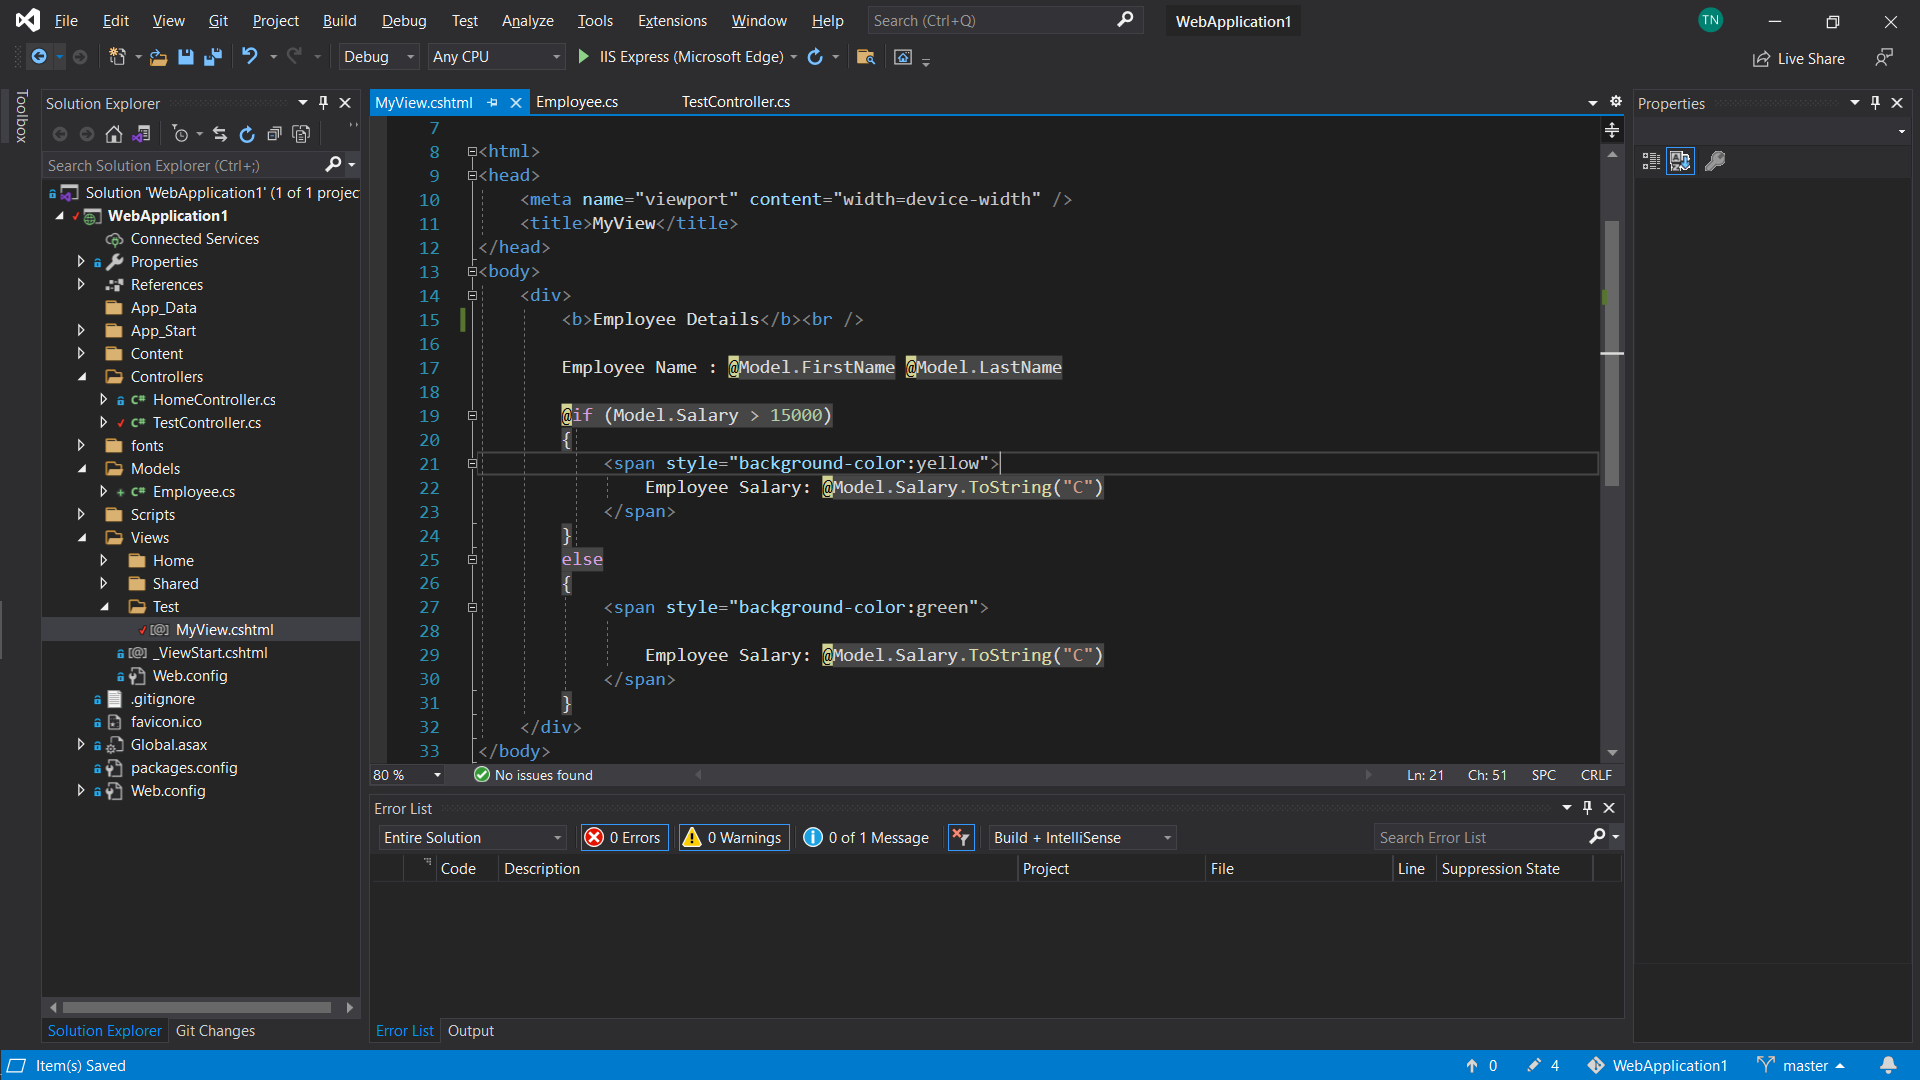 File Edit View Git Project Build Debug Test Analyze Tools Extensions Window Help Search (Ctrl+Q) WebApplication1 TN
Debug Any CPU IIS Express (Microsoft Edge) Live Share
Toolbox
Solution Explorer
Search Solution Explorer (Ctrl+;)
Solution 'WebApplication1' (1 of 1 projec
WebApplication1
Connected Services
Properties
References
App_Data
App_Start
Content
Controllers
C# HomeController.cs
C# TestController.cs
fonts
Models
C# Employee.cs
Scripts
Views
Home
Shared
Test
[@] MyView.cshtml
[@] _ViewStart.cshtml
Web.config
.gitignore
favicon.ico
Global.asax
packages.config
Web.config
Solution Explorer Git Changes
MyView.cshtml Employee.cs TestController.cs
7
8 <html>
9 <head>
10 <meta name="viewport" content="width=device-width" />
11 <title>MyView</title>
12 </head>
13 <body>
14 <div>
15 <b>Employee Details</b><br />
16
17 Employee Name : @Model.FirstName @Model.LastName
18
19 @if (Model.Salary > 15000)
20 {
21 <span style="background-color:yellow">
22 Employee Salary: @Model.Salary.ToString("C")
23 </span>
24 }
25 else
26 {
27 <span style="background-color:green">
28
29 Employee Salary: @Model.Salary.ToString("C")
30 </span>
31 }
32 </div>
33 </body>
80 % No issues found Ln: 21 Ch: 51 SPC CRLF
Error List
Entire Solution 0 Errors 0 Warnings 0 of 1 Message Build + IntelliSense Search Error List
Code Description Project File Line Suppression State
Error List Output
Properties
Item(s) Saved 0 4 WebApplication1 master